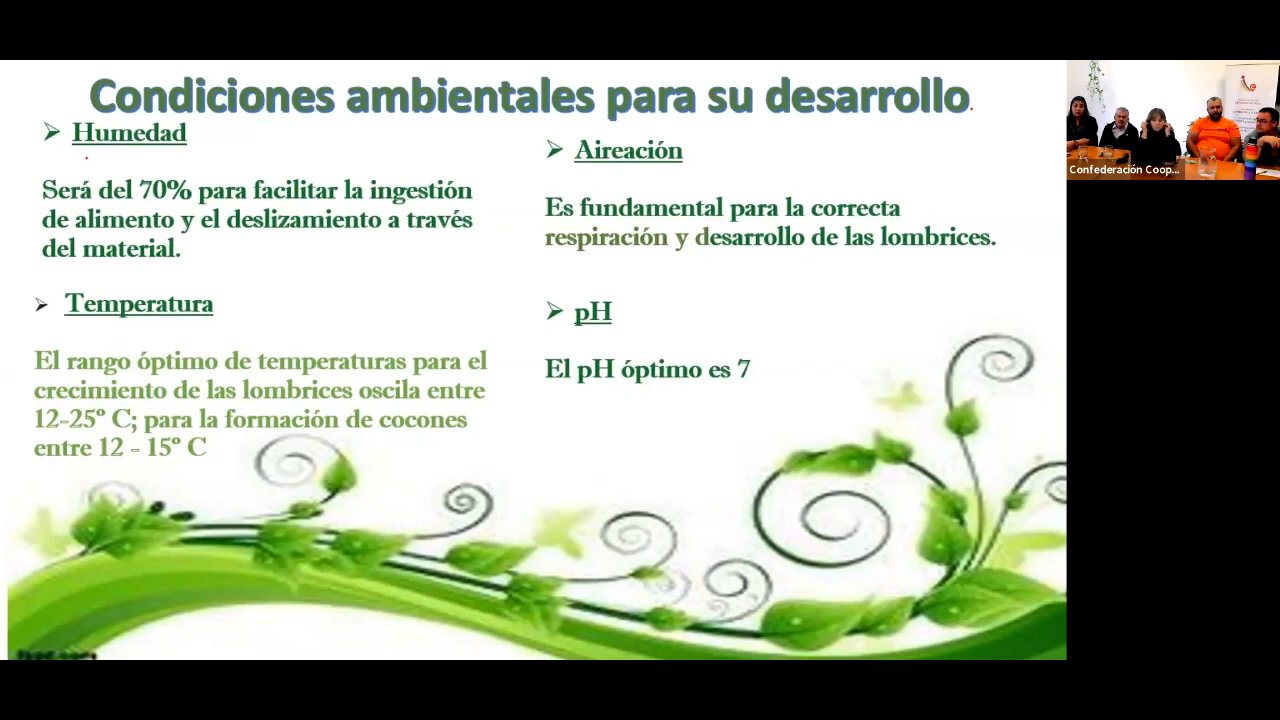 Condiciones ambientales para su desarrollo.
Humedad
Será del 70% para facilitar la ingestión
de alimento y el deslizamiento a través
del material.
Temperatura
El rango óptimo de temperaturas para el
crecimiento de las lombrices oscila entre
12-25º C; para la formación de cocones
entre 12 - 15º C
Aireación
Es fundamental para la correcta
respiración y desarrollo de las lombrices.
pH
El pH óptimo es 7
Confederación Coop...